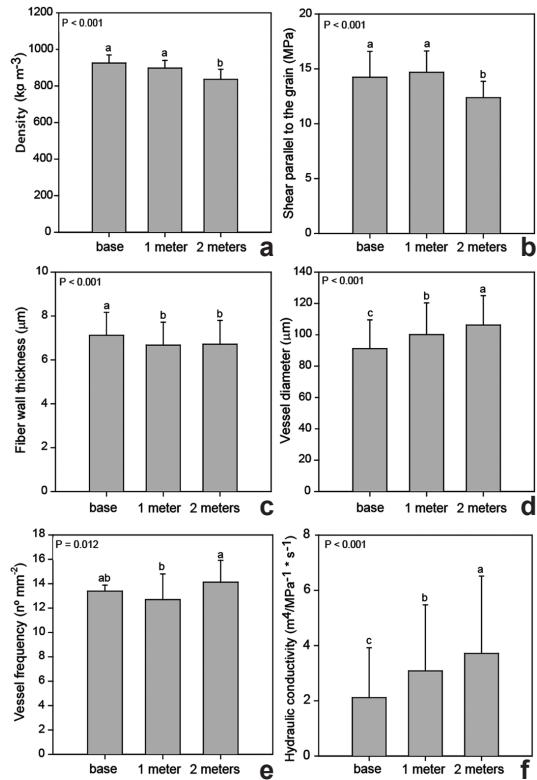 P < 0.001
1200
1000
800
600
400
200
0
Density (kg m-3)
a
a
b
base
1 meter
2 meters
a
P < 0.001
20
15
10
5
0
Shear parallel to the grain (MPa)
a
a
b
base
1 meter
2 meters
b
P < 0.001
10
8
6
4
2
0
Fiber wall thickness (μm)
a
b
b
base
1 meter
2 meters
c
P < 0.001
140
120
100
80
60
40
20
0
Vessel diameter (μm)
c
b
a
base
1 meter
2 meters
d
P = 0.012
18
16
14
12
10
8
6
4
2
0
Vessel frequency (nº mm-2)
ab
b
a
base
1 meter
2 meters
e
P < 0.001
8
6
4
2
0
Hydraulic conductivity (m4/MPa-1 * s-1)
c
b
a
base
1 meter
2 meters
f